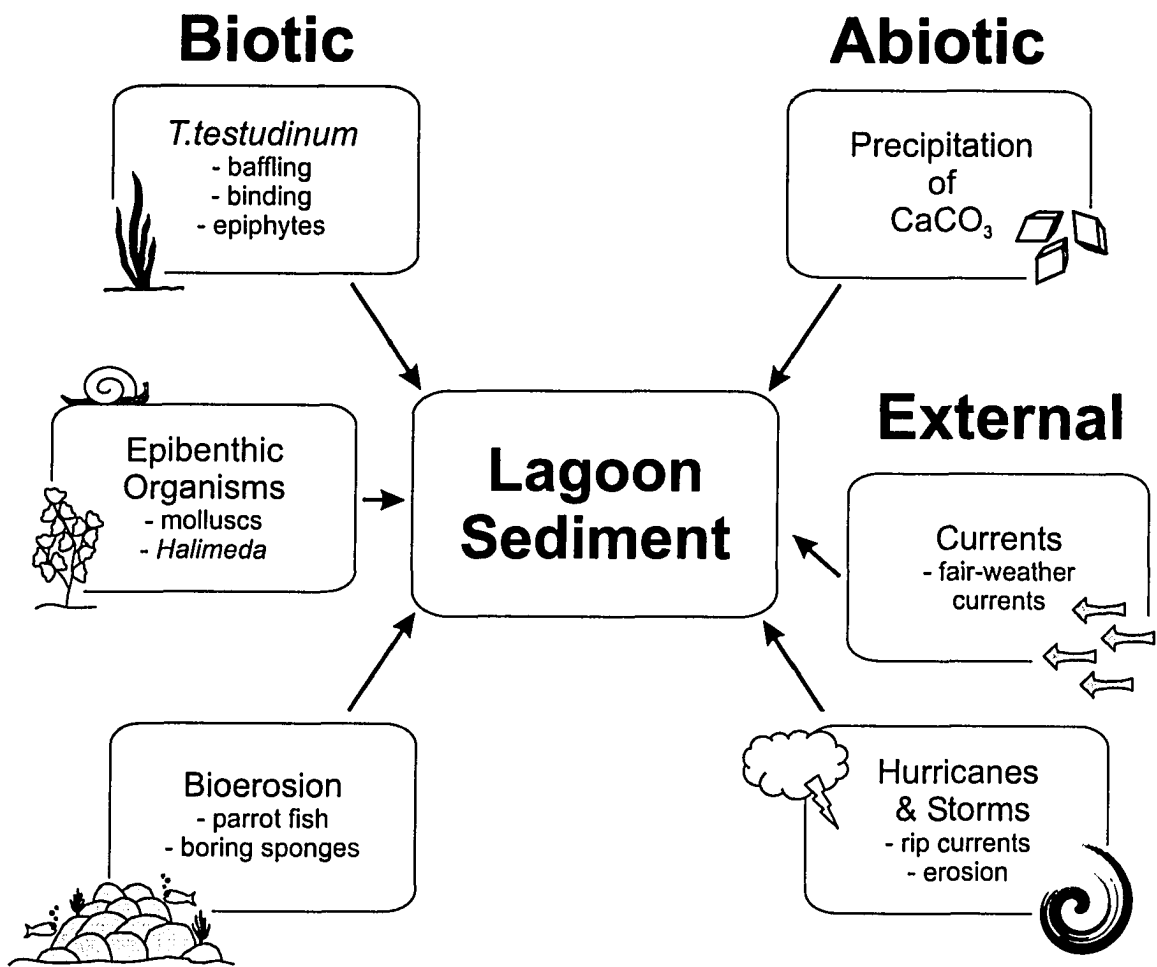 Biotic
T.testudinum
- baffling
- binding
- epiphytes
Epibenthic
Organisms
- molluscs
- Halimeda
Bioerosion
- parrot fish
- boring sponges
Lagoon
Sediment
Abiotic
Precipitation
of
CaCO₃
External
Currents
- fair-weather
currents
Hurricanes
& Storms
- rip currents
- erosion